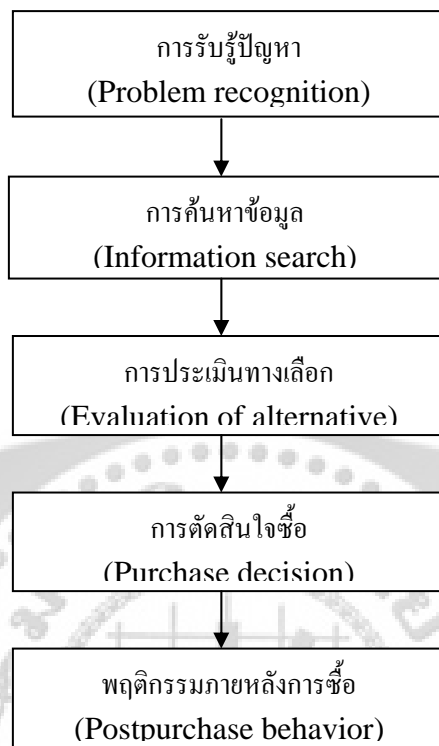 การรับรู้ปัญหา
(Problem recognition)
การค้นหาข้อมูล
(Information search)
การประเมินทางเลือก
(Evaluation of alternative)
การตัดสินใจซื้อ
(Purchase decision)
พฤติกรรมภายหลังการซื้อ
(Postpurchase behavior)